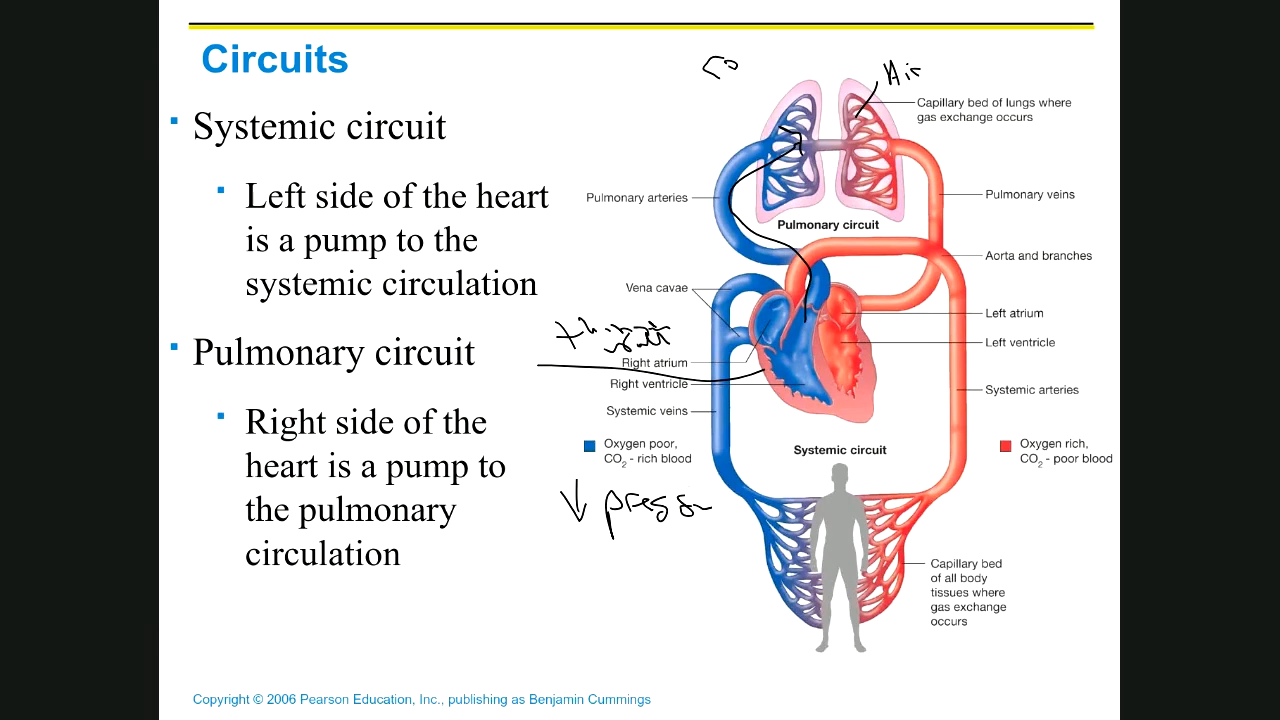 Circuits
Systemic circuit
Left side of the heart
is a pump to the
systemic circulation
Pulmonary circuit
Right side of the
heart is a pump to
the pulmonary
circulation
Air
Capillary bed of lungs where
gas exchange occurs
Pulmonary arteries
Pulmonary veins
Pulmonary circuit
Aorta and branches
Vena cavae
Left atrium
Left ventricle
Right atrium
Right ventricle
Systemic arteries
Systemic veins
Oxygen poor,
CO2 - rich blood
Systemic circuit
Oxygen rich,
CO2 - poor blood
↓
Capillary bed
of all body
tissues where
gas exchange
occurs
Copyright © 2006 Pearson Education, Inc., publishing as Benjamin Cummings